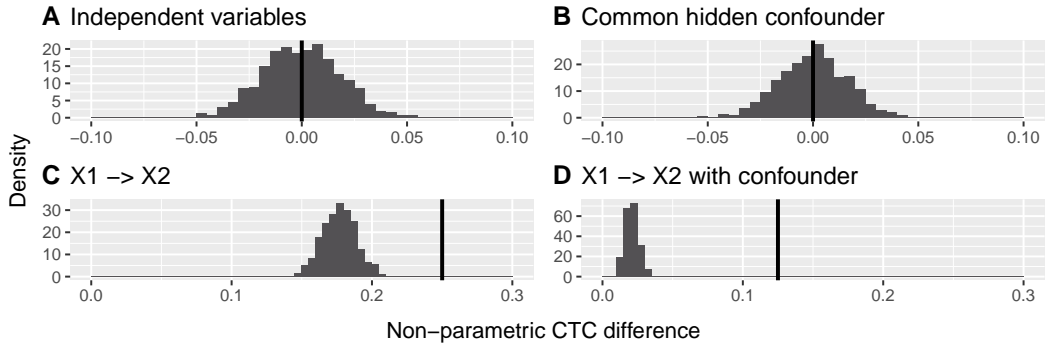 A Independent variables
20
15
10
5
0
−0.10 −0.05 0.00 0.05 0.10
B Common hidden confounder
20
10
0
−0.10 −0.05 0.00 0.05 0.10
Density
C X1 −> X2
30
20
10
0
0.0 0.1 0.2 0.3
D X1 −> X2 with confounder
60
40
20
0
0.0 0.1 0.2 0.3
Non−parametric CTC difference